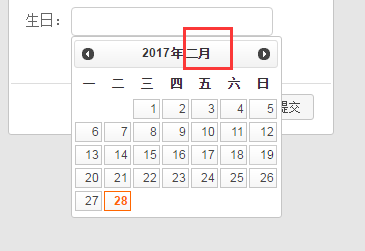 生日：
2017年二月
一 二 三 四 五 六 日
1 2 3 4 5
6 7 8 9 10 11 12
13 14 15 16 17 18 19
20 21 22 23 24 25 26
27 28
提交